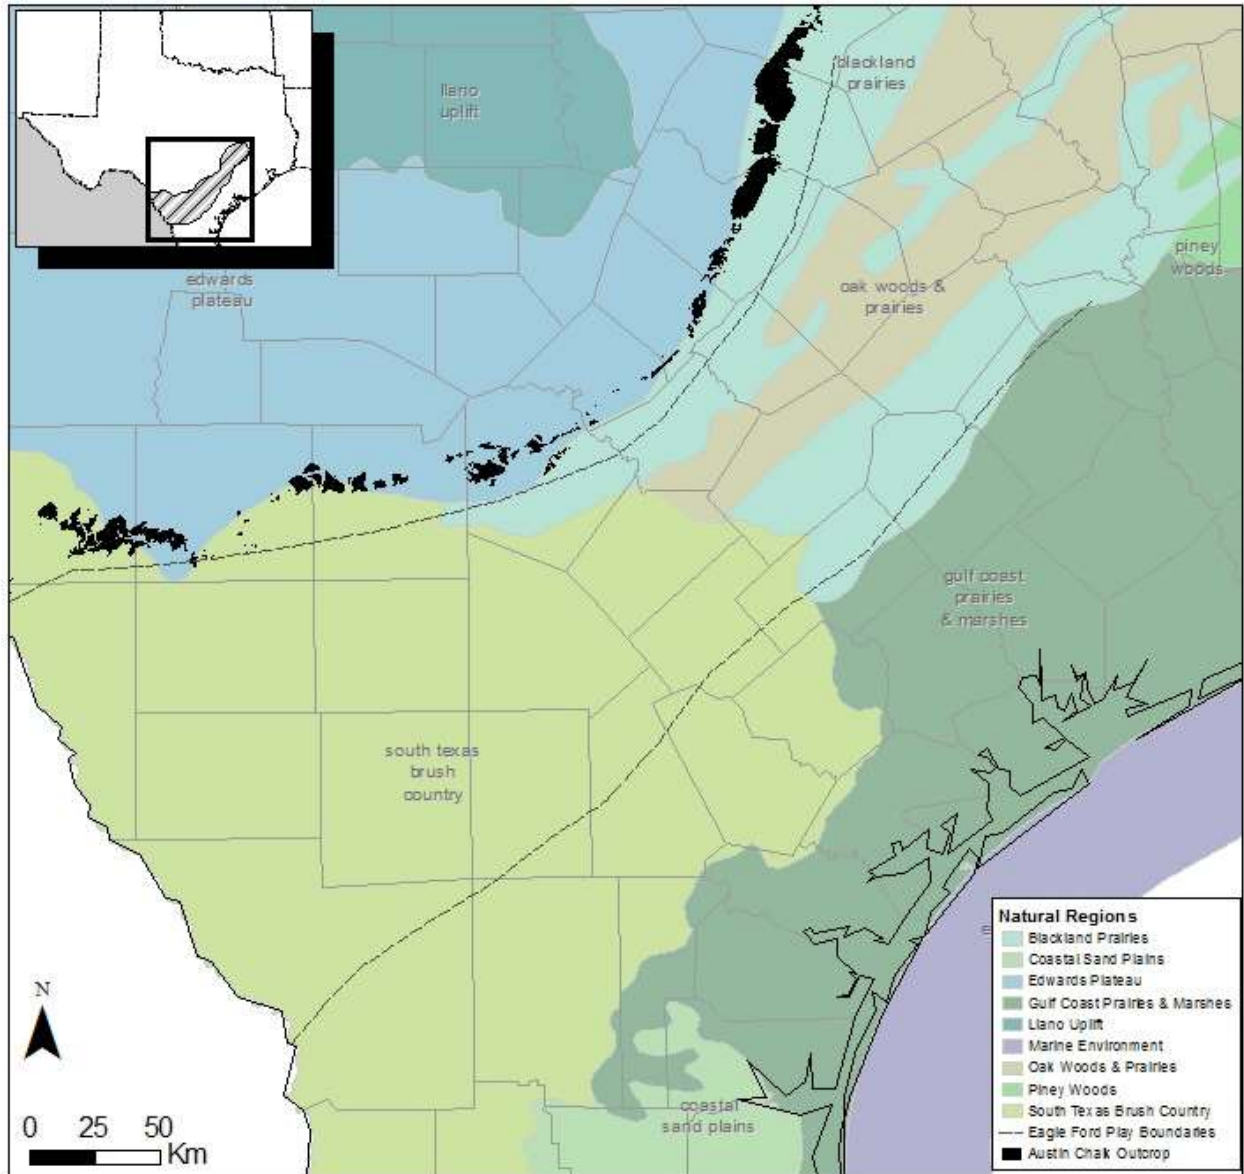 blackland
prairies
llano
uplift
edwards
plateau
piney
woods
oak woods &
prairies
gulf coast
prairies
& marshes
south texas
brush
country
coastal
sand plains
N
0 25 50
Km
Natural Regions
Blackland Prairies
Coastal Sand Plains
Edwards Plateau
Gulf Coast Prairies & Marshes
Llano Uplift
Marine Environment
Oak Woods & Prairies
Piney Woods
South Texas Brush Country
Eagle Ford Play Boundaries
Austin Chalk Outcrop